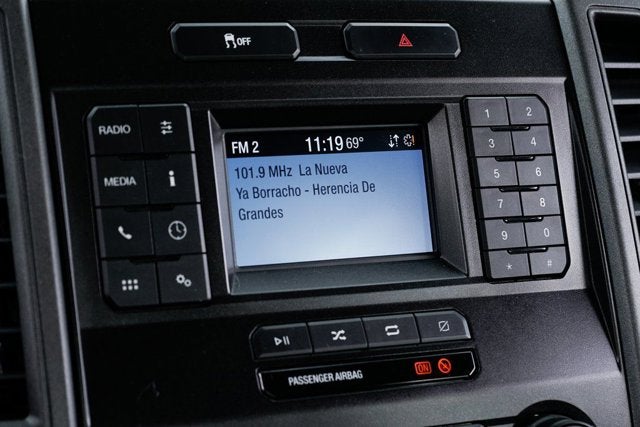 OFF
FM 2 11:19 69°
101.9 MHz La Nueva
Ya Borracho - Herencia De
Grandes
RADIO
MEDIA
1 2
3 4
5 6
7 8
9 0
* #
PASSENGER AIRBAG ON